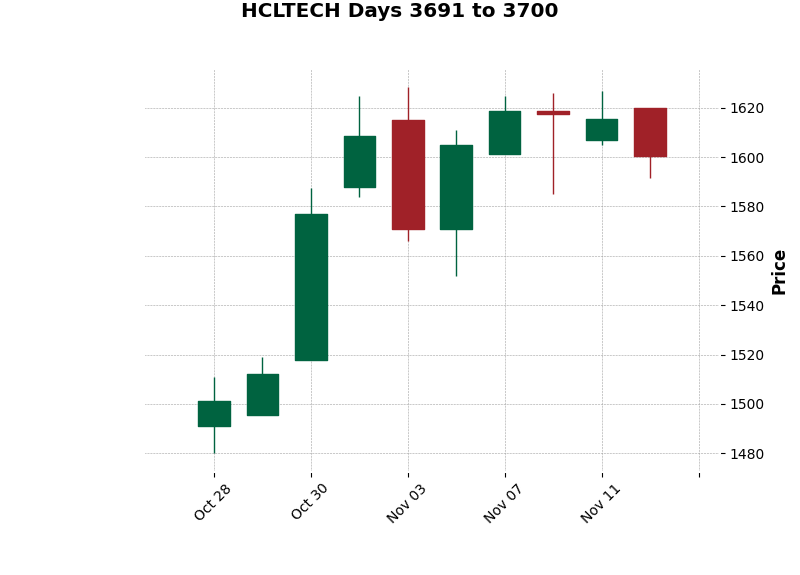 HCLTECH Days 3691 to 3700
1620
1600
1580
1560
1540
1520
1500
1480
Price
Oct 28
Oct 30
Nov 03
Nov 07
Nov 11